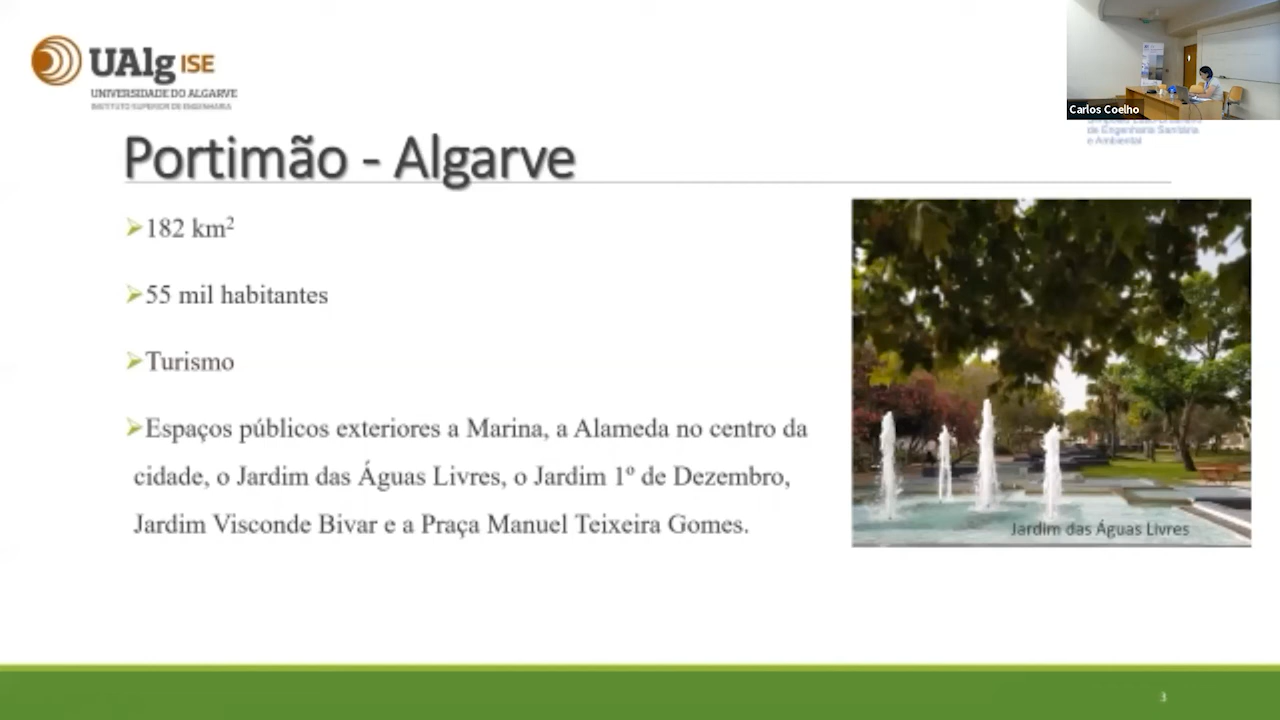 UAlg ISE
UNIVERSIDADE DO ALGARVE
INSTITUTO SUPERIOR DE ENGENHARIA
Carlos Coelho
de Engenharia Sanitária
e Ambiental
Portimão - Algarve
182 km²
55 mil habitantes
Turismo
Espaços públicos exteriores a Marina, a Alameda no centro da
cidade, o Jardim das Águas Livres, o Jardim 1º de Dezembro,
Jardim Visconde Bivar e a Praça Manuel Teixeira Gomes.
Jardim das Águas Livres
3